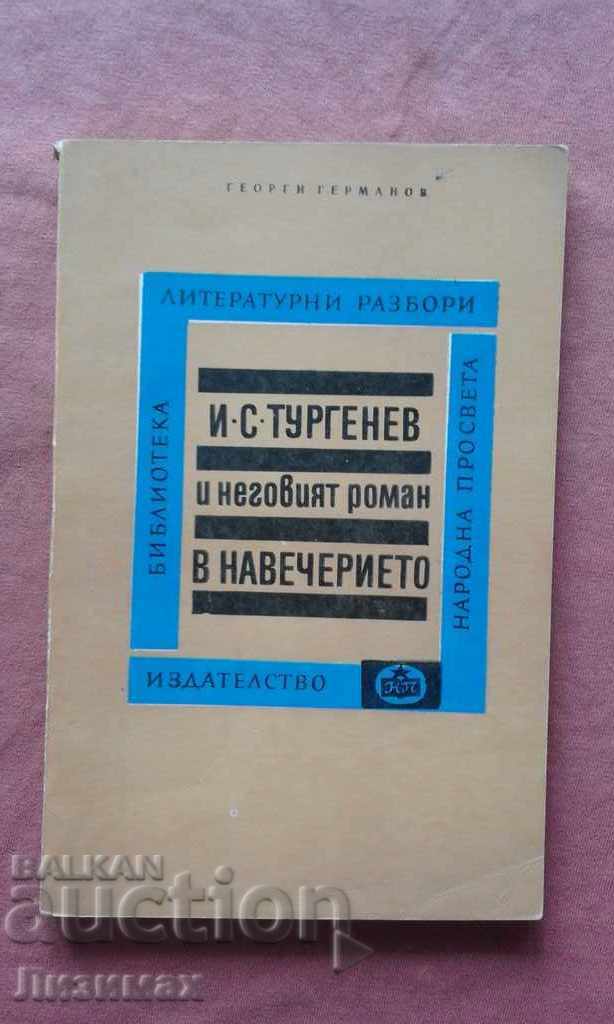 ГЕОРГИ ГЕРМАНОВ
БИБЛИОТЕКА
ЛИТЕРАТУРНИ РАЗБОРИ
И·С·ТУРГЕНЕВ
и неговият роман
В НАВЕЧЕРИЕТО
ИЗДАТЕЛСТВО
НАРОДНА ПРОСВЕТА
BALKAN
auction
Лизимах